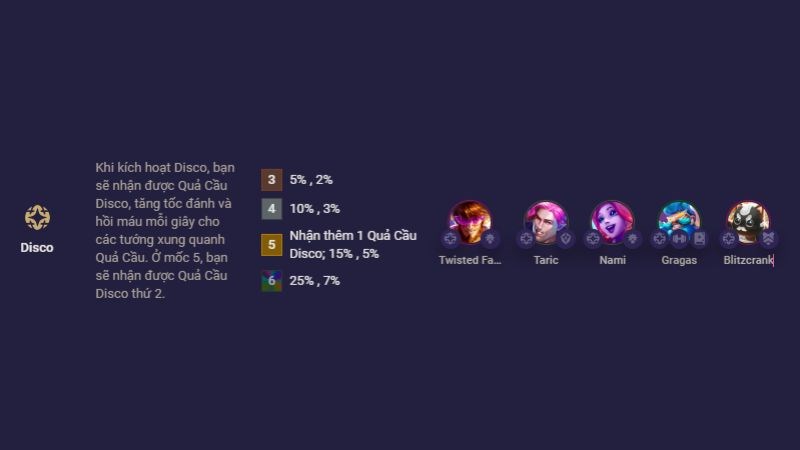 Disco
Khi kích hoạt Disco, bạn
sẽ nhận được Quả Cầu
Disco, tăng tốc đánh và
hồi máu mỗi giây cho
các tướng xung quanh
Quả Cầu. Ở mốc 5, bạn
sẽ nhận được Quả Cầu
Disco thứ 2.
3 5% , 2%
4 10% , 3%
5 Nhận thêm 1 Quả Cầu
Disco; 15% , 5%
6 25% , 7%
Twisted Fa...
Taric
Nami
Gragas
Blitzcrank